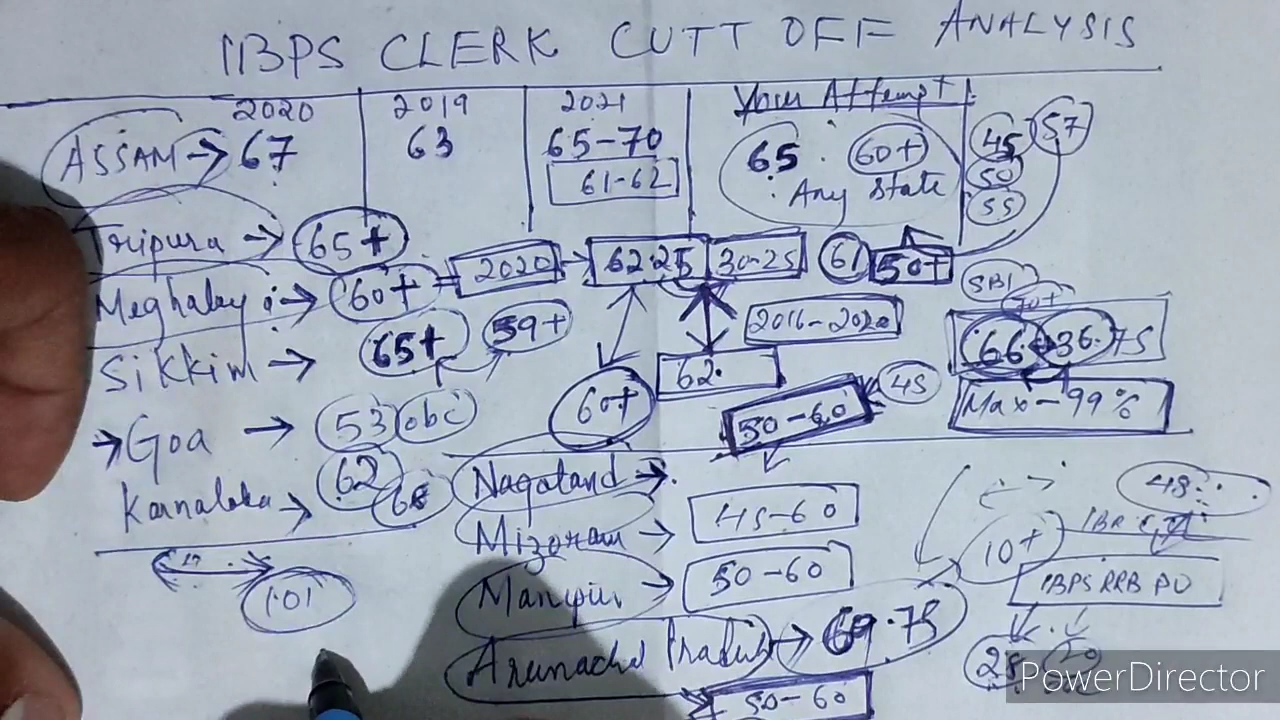 IBPS CLERK CUTT OFF ANALYSIS
2020 2019 2021 Your Attempt
ASSAM → 67 63 65-70 65 60+ 45 57
61-62 Any State 50
55
Tripura → 65+ 62.25 30-25 61 50+
Meghalaya → 60+ 2020 SBI
70+
Sikkim → 65+ 59+ 2016-2020 66 36.75
62. 45 Max-99%
→ Goa → 53 obc 60+ 50-60
Karnataka → 62 Nagaland → 48
Mizoram → 45-60 10+
101 Manipur → 50-60 IBPS RRB PO
Arunachal Pradesh → 69.75 28 20
50-60
PowerDirector